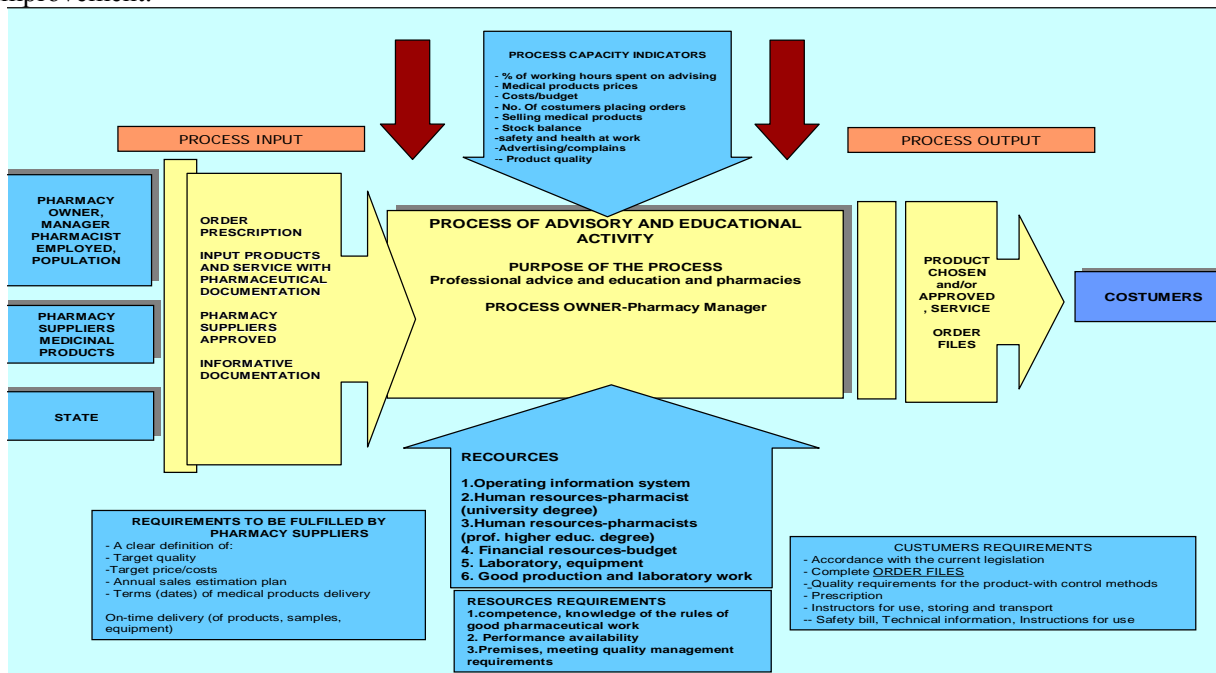 mprovement.
PROCESS CAPACITY INDICATORS
- % of working hours spent on advising
- Medical products prices
- Costs/budget
- No. Of costumers placing orders
- Selling medical products
- Stock balance
-safety and health at work
-Advertising/complains
-- Product quality
PROCESS INPUT
PROCESS OUTPUT
PHARMACY
OWNER,
MANAGER
PHARMACIST
EMPLOYED,
POPULATION
PHARMACY
SUPPLIERS
MEDICINAL
PRODUCTS
STATE
ORDER
PRESCRIPTION
INPUT PRODUCTS
AND SERVICE WITH
PHARMACEUTICAL
DOCUMENTATION
PHARMACY
SUPPLIERS
APPROVED
INFORMATIVE
DOCUMENTATION
PROCESS OF ADVISORY AND EDUCATIONAL
ACTIVITY
PURPOSE OF THE PROCESS
Professional advice and education and pharmacies
PROCESS OWNER-Pharmacy Manager
PRODUCT
CHOSEN
and/or
APPROVED
, SERVICE
ORDER
FILES
COSTUMERS
RECOURCES
1.Operating information system
2.Human resources-pharmacist
(university degree)
3.Human resources-pharmacists
(prof. higher educ. degree)
4. Financial resources-budget
5. Laboratory, equipment
6. Good production and laboratory work
REQUIREMENTS TO BE FULFILLED BY
PHARMACY SUPPLIERS
- A clear definition of:
- Target quality
-Target price/costs
- Annual sales estimation plan
- Terms (dates) of medical products delivery
On-time delivery (of products, samples,
equipment)
RESOURCES REQUIREMENTS
1.competence, knowledge of the rules of
good pharmaceutical work
2. Performance availability
3.Premises, meeting quality management
requirements
CUSTUMERS REQUIREMENTS
- Accordance with the current legislation
- Complete ORDER FILES
-Quality requirements for the product-with control methods
- Prescription
- Instructors for use, storing and transport
-- Safety bill, Technical information, Instructions for use